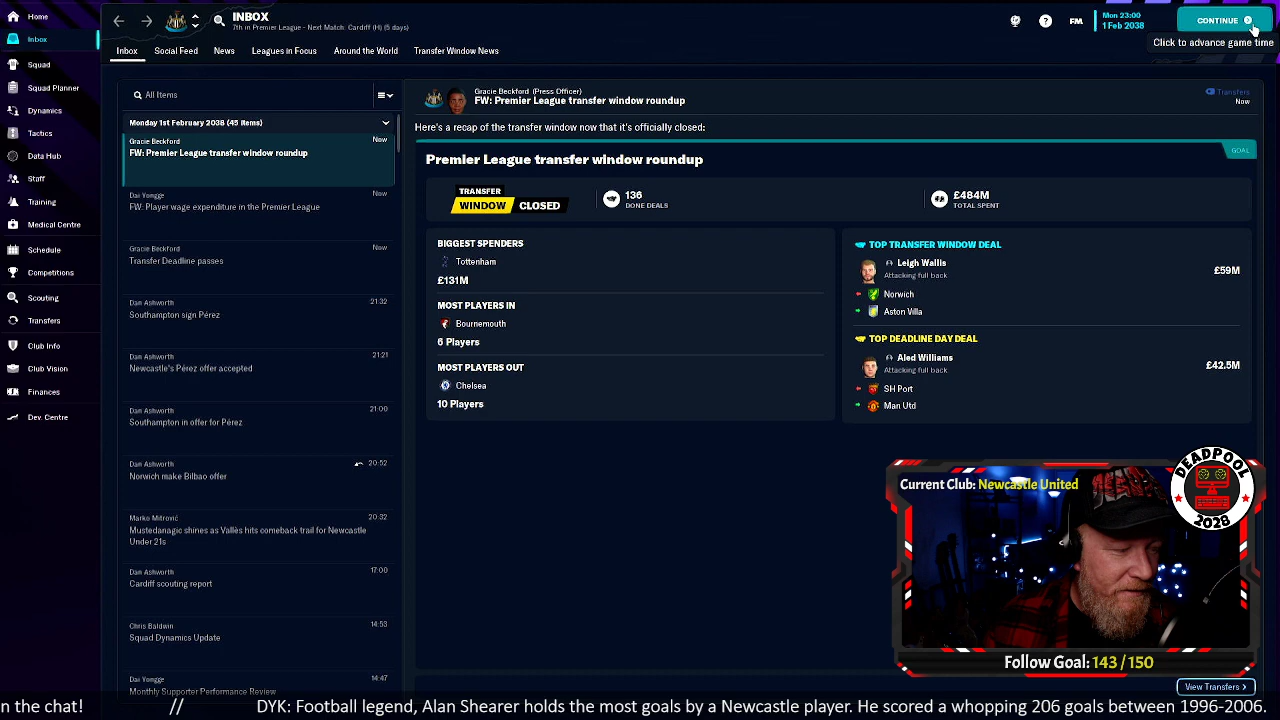 Home
Inbox
Squad
Squad Planner
Dynamics
Tactics
Data Hub
Staff
Training
Medical Centre
Schedule
Competitions
Scouting
Transfers
Club Info
Club Vision
Finances
Dev. Centre
INBOX
7th in Premier League - Next Match: Cardiff (H) (5 days)
FM
Mon 23:00
1 Feb 2038
CONTINUE
Click to advance game time
Inbox
Social Feed
News
Leagues in Focus
Around the World
Transfer Window News
All Items
Monday 1st February 2038 (45 Items)
Gracie Beckford
Now
FW: Premier League transfer window roundup
Dai Yongge
Now
FW: Player wage expenditure in the Premier League
Gracie Beckford
Now
Transfer Deadline passes
Dan Ashworth
21:32
Southampton sign Pérez
Dan Ashworth
21:21
Newcastle's Pérez offer accepted
Dan Ashworth
21:00
Southampton in offer for Pérez
Dan Ashworth
20:52
Norwich make Bilbao offer
Marko Mitrović
20:32
Mustedanagic shines as Vallès hits comeback trail for Newcastle
Under 21s
Dan Ashworth
17:00
Cardiff scouting report
Chris Baldwin
14:53
Squad Dynamics Update
Dai Yongge
14:47
Monthly Supporter Performance Review
Gracie Beckford (Press Officer)
FW: Premier League transfer window roundup
Transfers
Now
Here's a recap of the transfer window now that it's officially closed:
GOAL
Premier League transfer window roundup
TRANSFER
WINDOW CLOSED
136
DONE DEALS
£484M
TOTAL SPENT
BIGGEST SPENDERS
Tottenham
£131M
MOST PLAYERS IN
Bournemouth
6 Players
MOST PLAYERS OUT
Chelsea
10 Players
TOP TRANSFER WINDOW DEAL
Leigh Wallis
Attacking full back
£59M
Norwich
Aston Villa
TOP DEADLINE DAY DEAL
Aled Williams
Attacking full back
£42.5M
SH Port
Man Utd
Current Club: Newcastle United
DEADPOOL
2028
Follow Goal: 143 / 150
View Transfers >
n the chat! // DYK: Football legend, Alan Shearer holds the most goals by a Newcastle player. He scored a whopping 206 goals between 1996-2006.